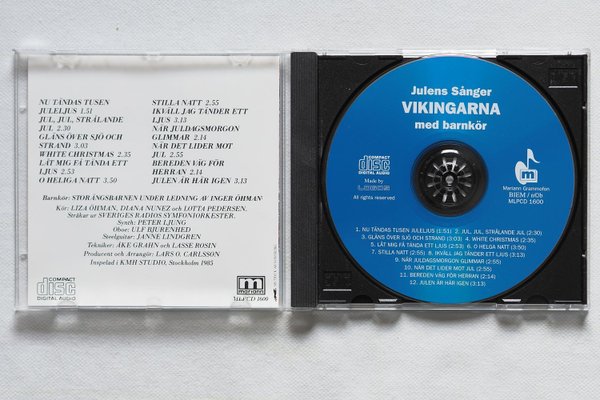 NU TÄNDAS TUSEN
JULELJUS 1.51
JUL, JUL, STRÅLANDE
JUL 2.30
GLÄNS ÖVER SJÖ OCH
STRAND 3.03
WHITE CHRISTMAS 2.35
LÅT MIG FÅ TÄNDA ETT
LJUS 2.53
O HELIGA NATT 3.50
STILLA NATT 2.55
IKVÄLL JAG TÄNDER ETT
LJUS 3.13
NÄR JULDAGSMORGON
GLIMMAR 2.14
NÄR DET LIDER MOT
JUL 2.55
BEREDEN VÄG FÖR
HERRAN 2.14
JULEN ÄR HÄR IGEN 3.13
Barnkör: STORÄNGSBARNEN UNDER LEDNING AV INGER ÖHMAN
Kör: LIZA ÖHMAN, DIANA NUNEZ och LOTTA PEDERSEN.
Stråkar ur SVERIGES RADIOS SYMFONIORKESTER.
Synth: PETER LJUNG
Oboe: ULF BJURENHED
Steelguitar: JANNE LINDGREN
Tekniker: ÅKE GRAHN och LASSE ROSIN
Producent och Arrangör: LARS O. CARLSSON
Inspelad i KMH STUDIO, Stockholm 1985
COMPACT
disc
DIGITAL AUDIO
m
mariann
MLPCD 1600
Julens Sånger
VIKINGARNA
med barnkör
COMPACT
disc
DIGITAL AUDIO
Made by
LOGOS
All rights reserved
Mariann Grammofon
BIEM / n©b
MLPCD 1600
1. NU TÄNDAS TUSEN JULELJUS (1:51) 2. JUL, JUL, STRÅLANDE JUL (2:30)
3. GLÄNS ÖVER SJÖ OCH STRAND (3:03) 4. WHITE CHRISTMAS (2:35)
5. LÅT MIG FÅ TÄNDA ETT LJUS (2:53) 6. O HELGA NATT (3:50)
7. STILLA NATT (2:55) 8. IKVÄLL JAG TÄNDER ETT LJUS (3:13)
9. NÄR JULDAGSMORGON GLIMMAR (2:14)
10. NÄR DET LIDER MOT JUL (2:55)
11. BEREDEN VÄG FÖR HERRAN (2:14)
12. JULEN ÄR HÄR IGEN (3:13)